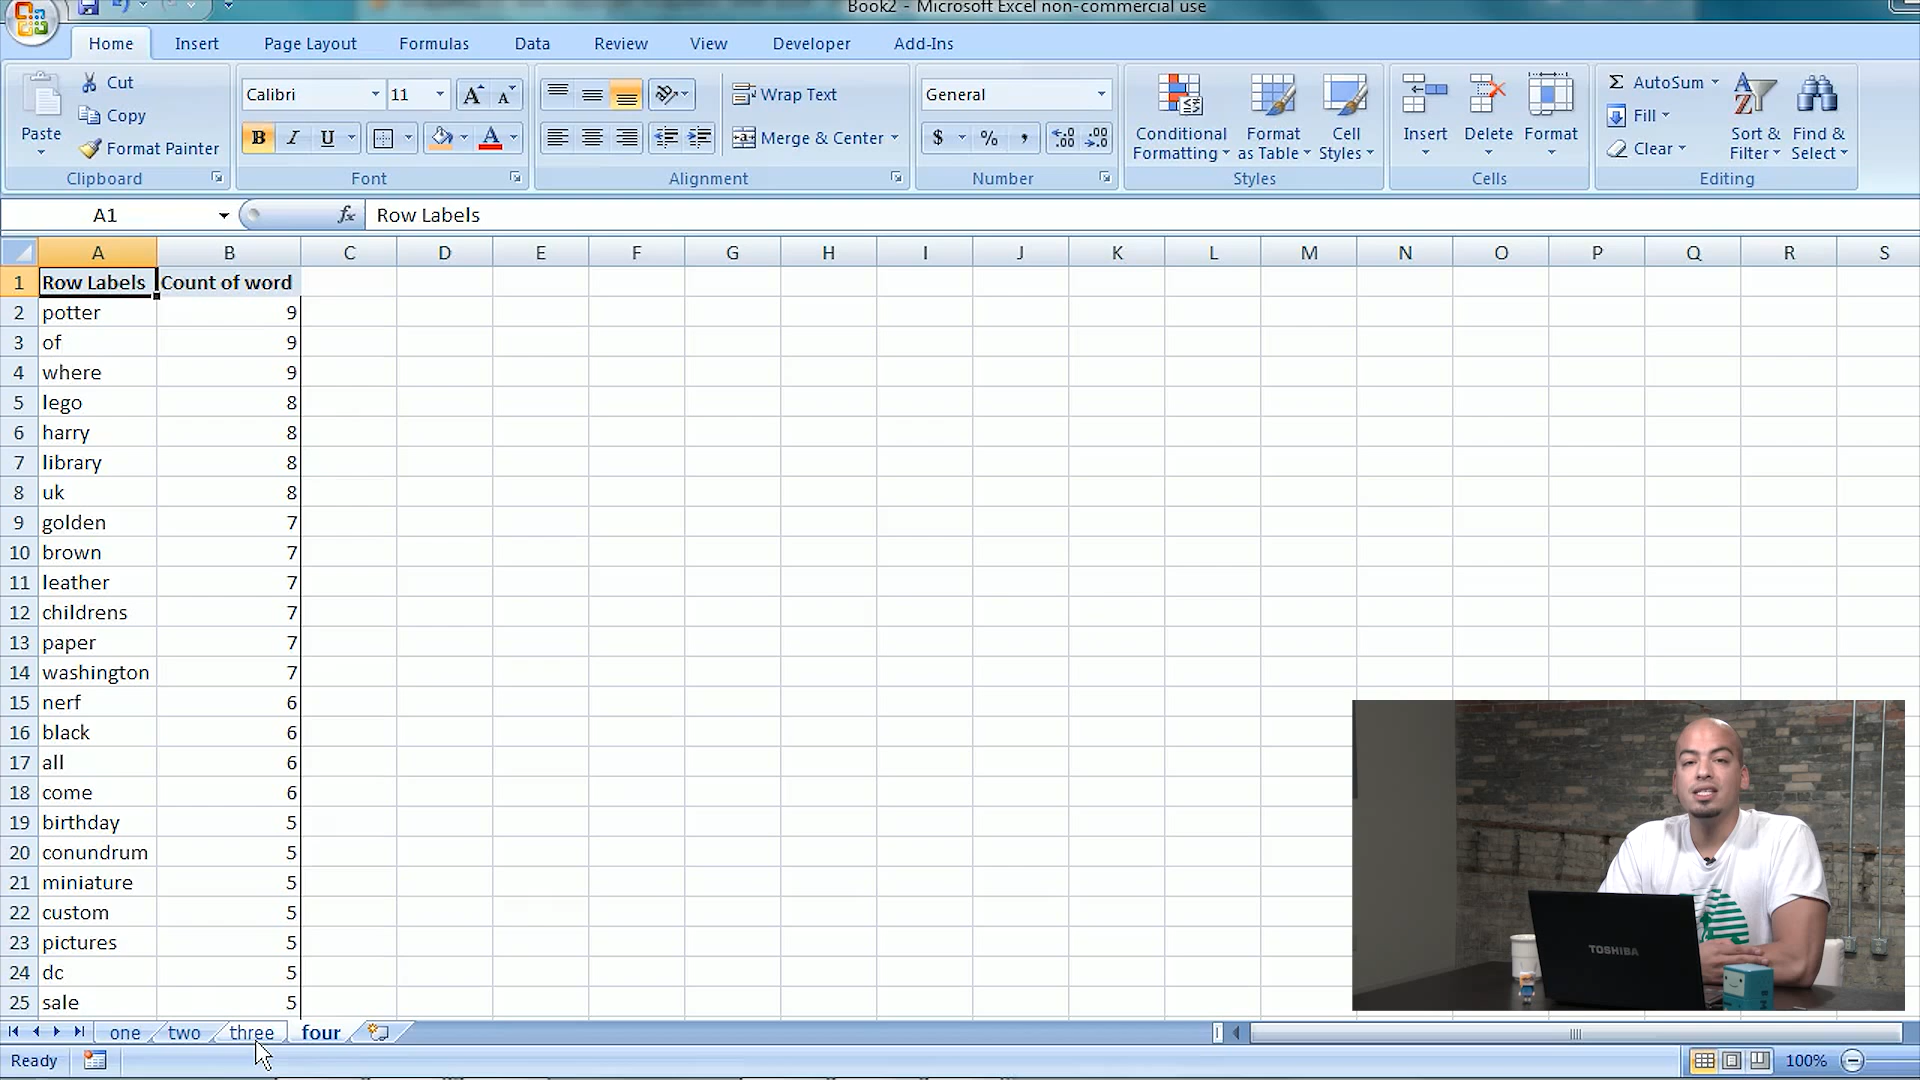 Book2 - Microsoft Excel non-commercial use
Home Insert Page Layout Formulas Data Review View Developer Add-Ins
Paste
Cut
Copy
Format Painter
Clipboard
Calibri 11
B I U
Font
Wrap Text
Merge & Center
Alignment
General
$ % ,
Number
Conditional Formatting
Format as Table
Cell Styles
Styles
Insert
Delete
Format
Cells
Σ AutoSum
Fill
Clear
Sort & Filter
Find & Select
Editing
A1 fx Row Labels
A B C D E F G H I J K L M N O P Q R S
1 Row Labels Count of word
2 potter 9
3 of 9
4 where 9
5 lego 8
6 harry 8
7 library 8
8 uk 8
9 golden 7
10 brown 7
11 leather 7
12 childrens 7
13 paper 7
14 washington 7
15 nerf 6
16 black 6
17 all 6
18 come 6
19 birthday 5
20 conundrum 5
21 miniature 5
22 custom 5
23 pictures 5
24 dc 5
25 sale 5
TOSHIBA
one two three four
Ready 100%